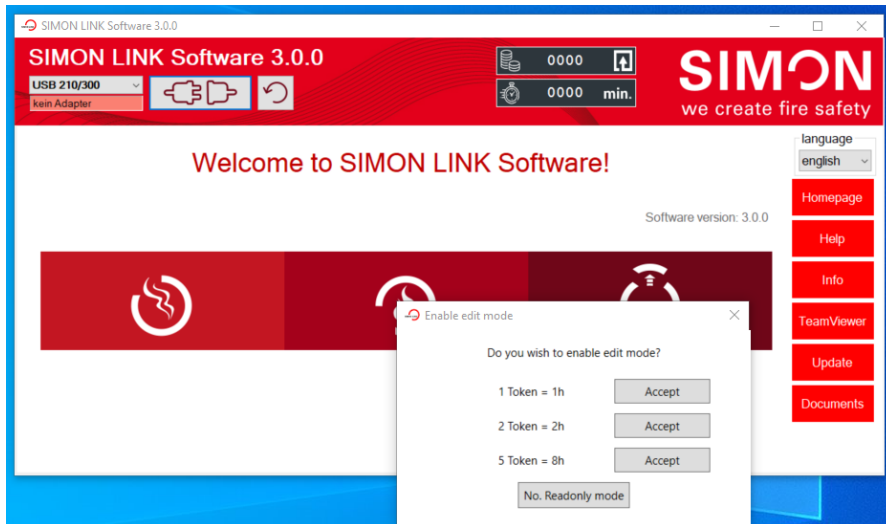 SIMON LINK Software 3.0.0
SIMON LINK Software 3.0.0
USB 210/300
kein Adapter
0000
0000 min.
SIMON
we create fire safety
language
english
Welcome to SIMON LINK Software!
Software version: 3.0.0
Homepage
Help
Info
TeamViewer
Update
Documents
Enable edit mode
Do you wish to enable edit mode?
1 Token = 1h Accept
2 Token = 2h Accept
5 Token = 8h Accept
No. Readonly mode